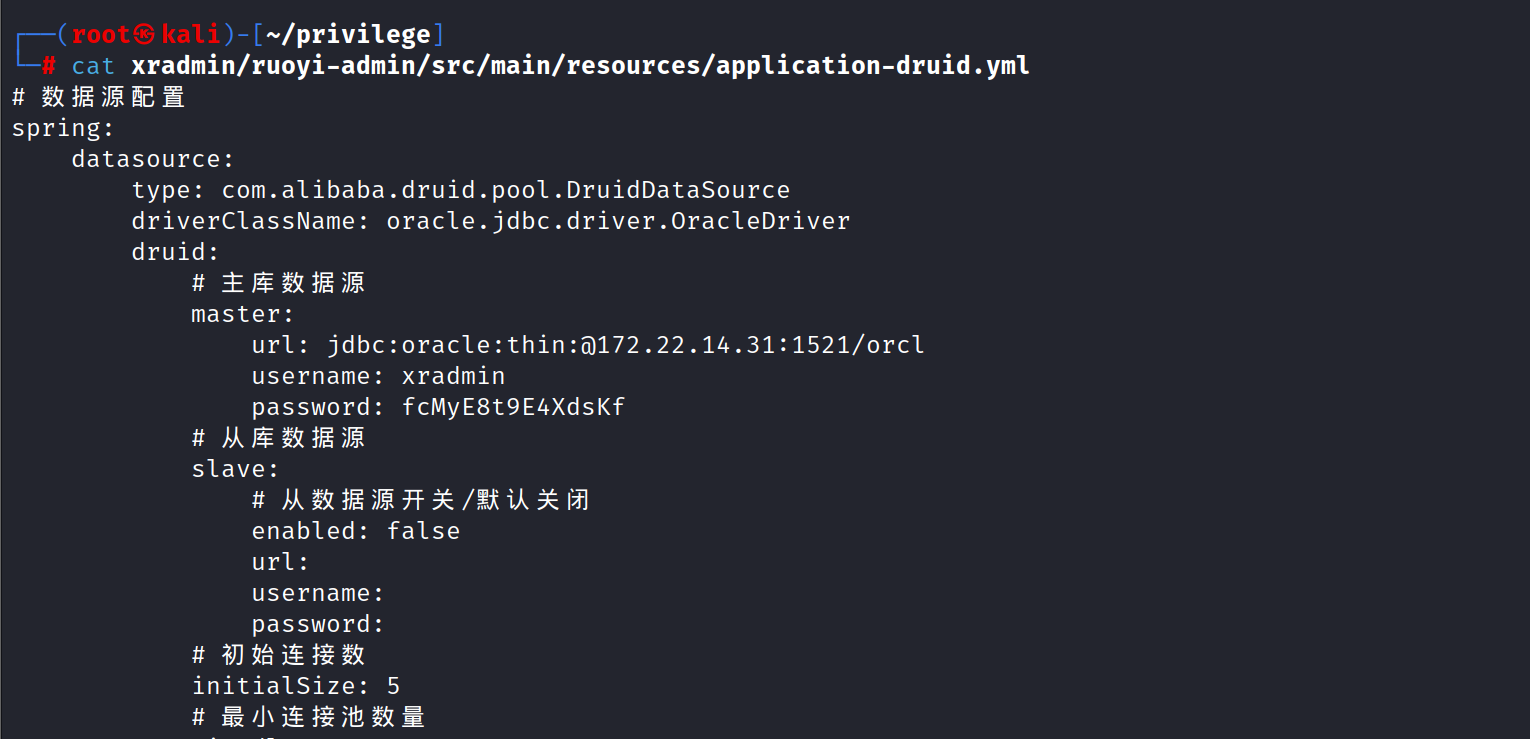 ┌──(root㉿kali)-[~/privilege]
└─# cat xradmin/ruoyi-admin/src/main/resources/application-druid.yml
# 数据源配置
spring:
    datasource:
        type: com.alibaba.druid.pool.DruidDataSource
        driverClassName: oracle.jdbc.driver.OracleDriver
        druid:
            # 主库数据源
            master:
                url: jdbc:oracle:thin:@172.22.14.31:1521/orcl
                username: xradmin
                password: fcMyE8t9E4XdsKf
            # 从库数据源
            slave:
                # 从数据源开关/默认关闭
                enabled: false
                url:
                username:
                password:
            # 初始连接数
            initialSize: 5
            # 最小连接池数量